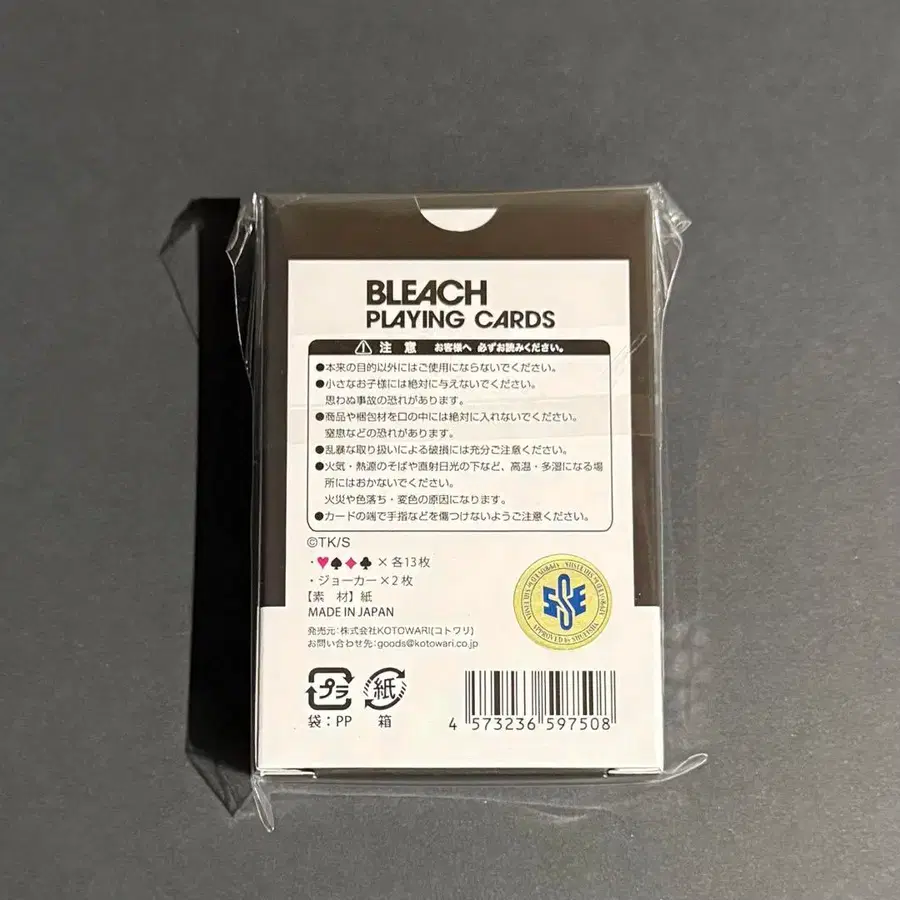 BLEACH
PLAYING CARDS
注 意 お客様へ 必ずお読みください。
●本来の目的以外にはご使用にならないでください。
●小さなお子様には絶対に与えないでください。
思わぬ事故の恐れがあります。
●商品や梱包材を口の中には絶対に入れないでください。
窒息などの恐れがあります。
●乱暴な取り扱いによる破損には充分ご注意ください。
●火気・熱源のそばや直射日光の下など、高温・多湿になる場
所にはおかないでください。
火災や色落ち・変色の原因になります。
●カードの端で手指などを傷つけないようご注意ください。
©TK/S
・♥♠♦♣×各13枚
・ジョーカー×2枚
【素 材】紙
MADE IN JAPAN
発売元:株式会社KOTOWARI(コトワリ)
お問い合わせ先:goods@kotowari.co.jp
SSE
プラ
紙
袋:PP
箱
4 573236 597508